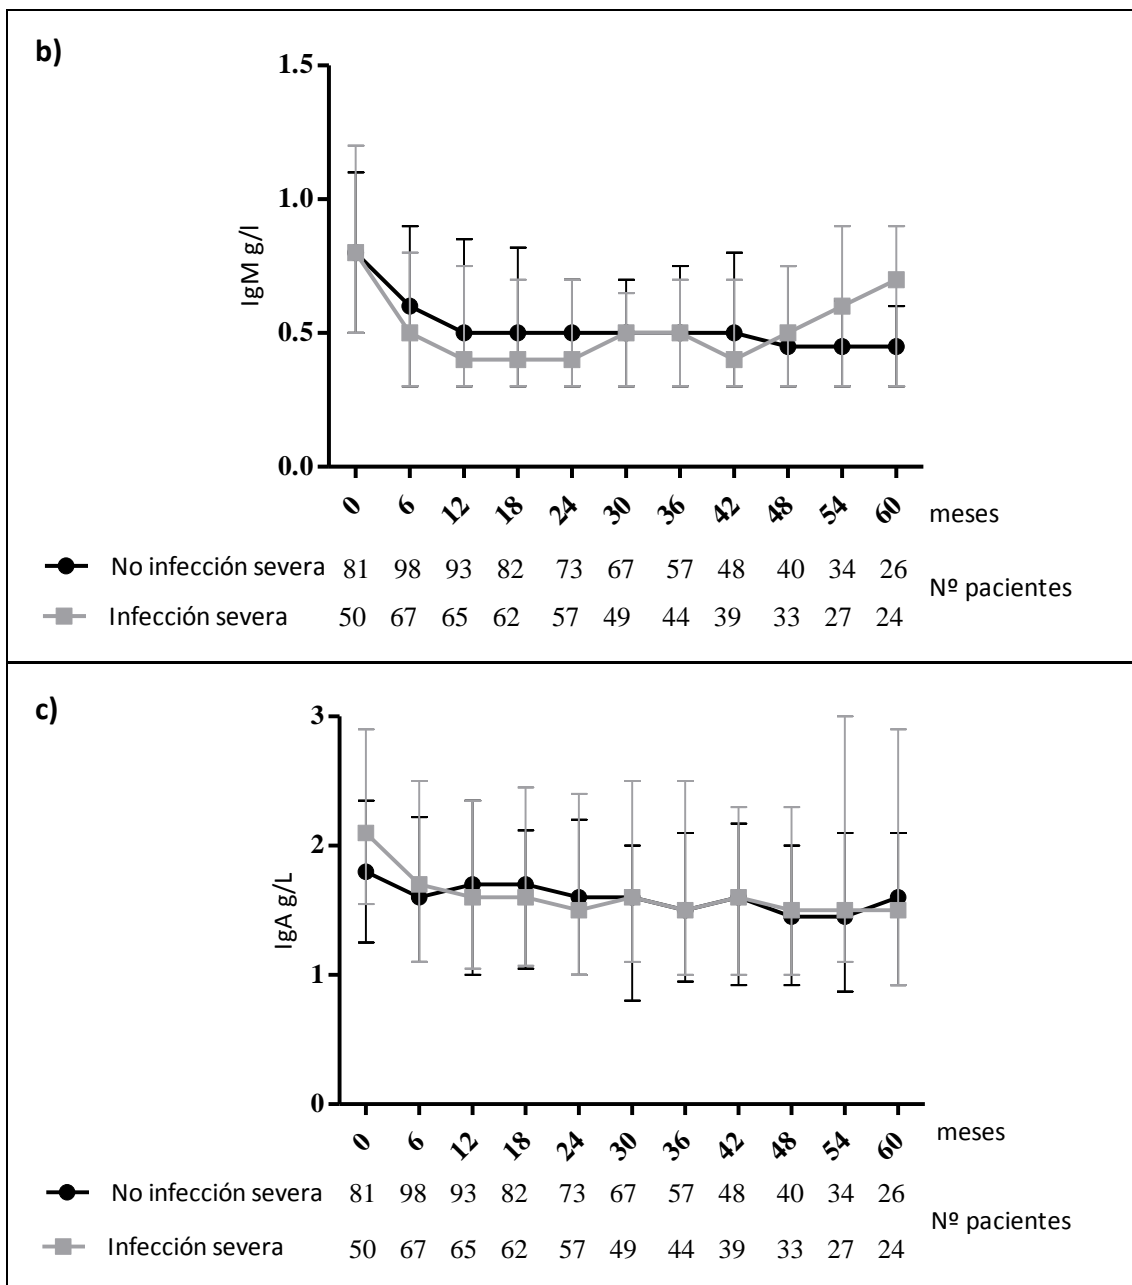 b)
1.5
1.0
0.5
0.0
IgM g/l
0 6 12 18 24 30 36 42 48 54 60 meses
No infección severa 81 98 93 82 73 67 57 48 40 34 26
Nº pacientes
Infección severa 50 67 65 62 57 49 44 39 33 27 24
c)
3
2
1
0
IgA g/L
0 6 12 18 24 30 36 42 48 54 60 meses
No infección severa 81 98 93 82 73 67 57 48 40 34 26
Nº pacientes
Infección severa 50 67 65 62 57 49 44 39 33 27 24